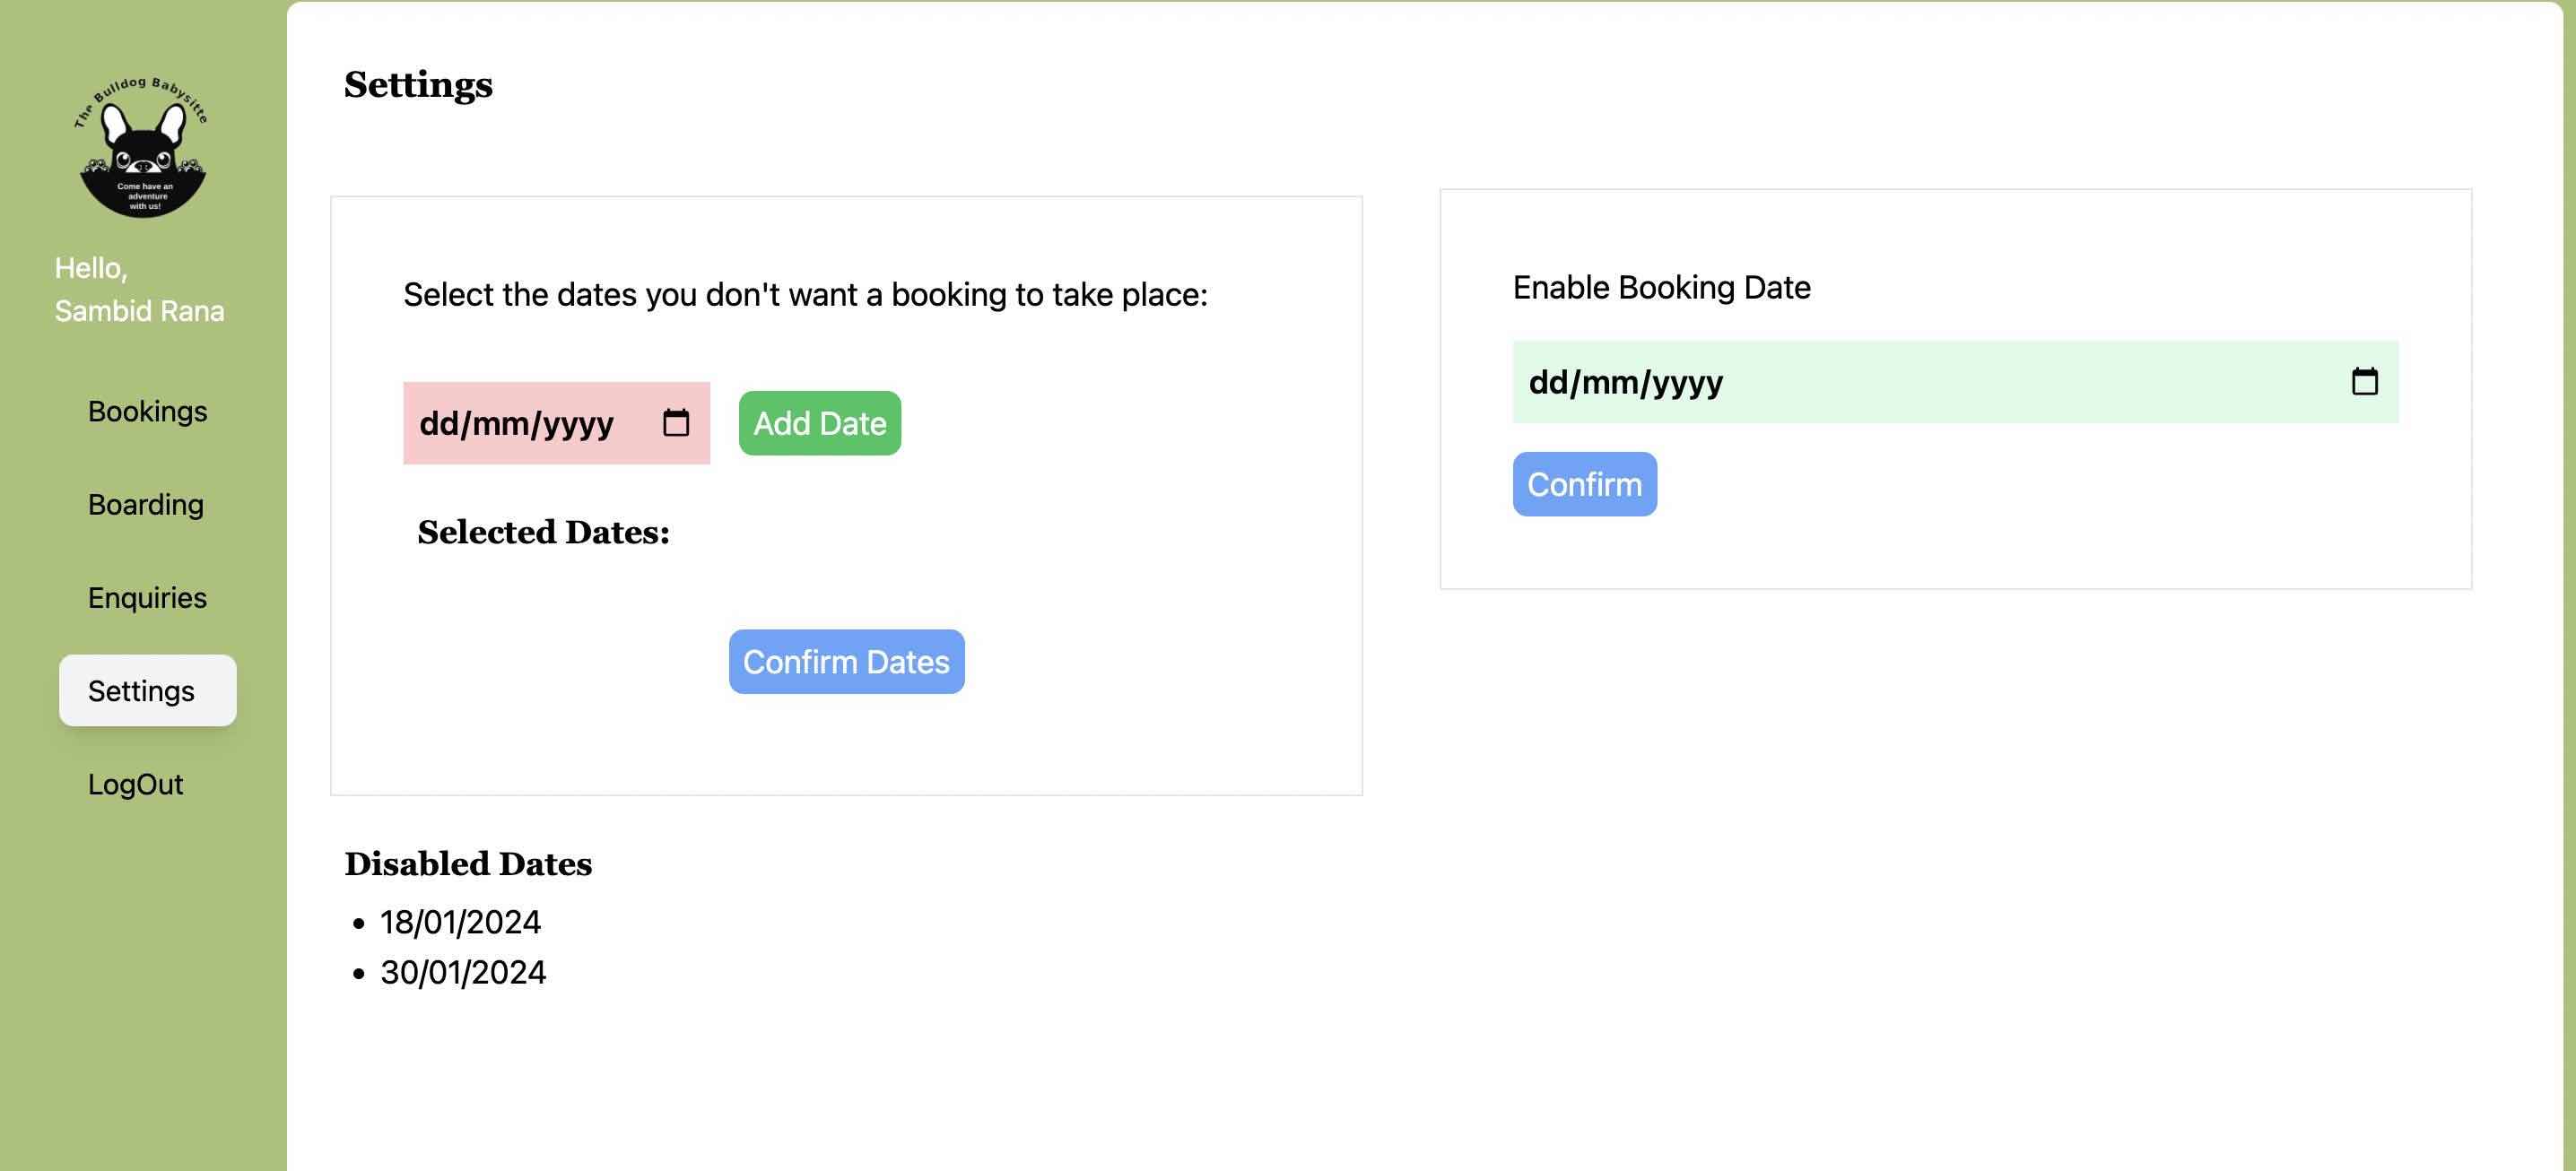 The Bulldog Babysitte
Come have an
adventure
with us!
Hello,
Sambid Rana
Bookings
Boarding
Enquiries
Settings
LogOut
Settings
Select the dates you don't want a booking to take place:
dd/mm/yyyy
Add Date
Selected Dates:
Confirm Dates
Enable Booking Date
dd/mm/yyyy
Confirm
Disabled Dates
18/01/2024
30/01/2024